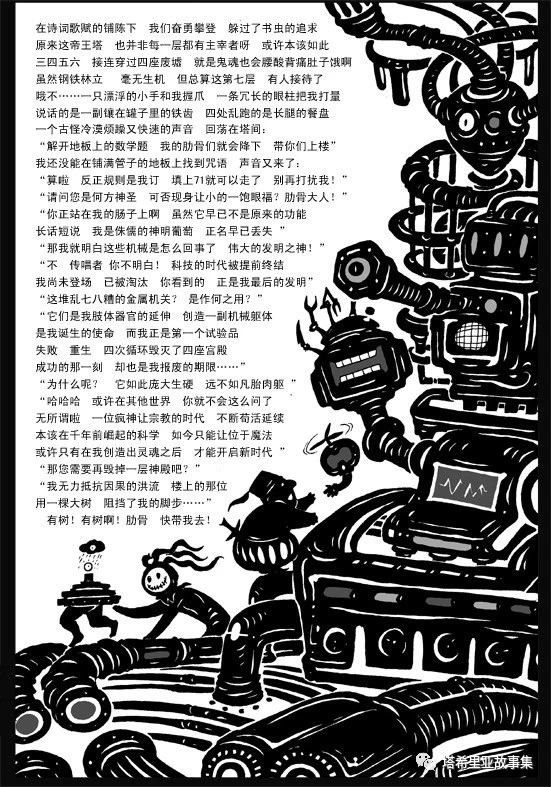 在诗词歌赋的铺陈下　我们奋勇攀登　躲过了书虫的追求
原来这帝王塔　也并非每一层都有主宰者呀　或许本该如此
三四五六　接连穿过四座废墟　就是鬼魂也会腰酸背痛肚子饿啊
虽然钢铁林立　毫无生机　但总算这第七层　有人接待了
哦不……一只漂浮的小手和我握爪　一条冗长的眼柱把我打量
说话的是一副镶在罐子里的铁齿　四处乱跑的是长腿的餐盘
一个古怪冷漠烦躁又快速的声音　回荡在塔间：
“解开地板上的数学题　我的肋骨们就会降下　带你们上楼”
我还没能在铺满管子的地板上找到咒语　声音又来了：
“算啦　反正规则是我订　填上71就可以走了　别再打扰我！”
“请问您是何方神圣　可否现身让小的一饱眼福？肋骨大人！”
“你正站在我的肠子上啊　虽然它早已不是原来的功能
长话短说　我是侏儒的神明葡萄　正名早已丢失 ”
“那我就明白这些机械是怎么回事了　伟大的发明之神！”
“不　传唱者 你不明白！ 科技的时代被提前终结
我尚未登场　已被淘汰　你看到的　正是我最后的发明”
“这堆乱七八糟的金属机关？ 是作何之用？”
“它们是我肢体器官的延伸　创造一副机械躯体
是我诞生的使命　而我正是第一个试验品
失败　重生　四次循环毁灭了四座宫殿
成功的那一刻　却也是我报废的期限……”
“为什么呢？　它如此庞大坚硬　远不如凡胎肉躯 ”
“哈哈哈　或许在其他世界　你就不会这么问了
无所谓啦　一位疯神让宗教的时代　不断苟活延续
本该在千年前崛起的科学　如今只能让位于魔法
或许只有在我创造出灵魂之后　才能开启新时代 ”
“那您需要再毁掉一层神殿吧？”
“我无力抵抗因果的洪流　楼上的那位
用一棵大树　阻挡了我的脚步……”
有树！有树啊！肋骨　快带我去！
塔希里亚故事集